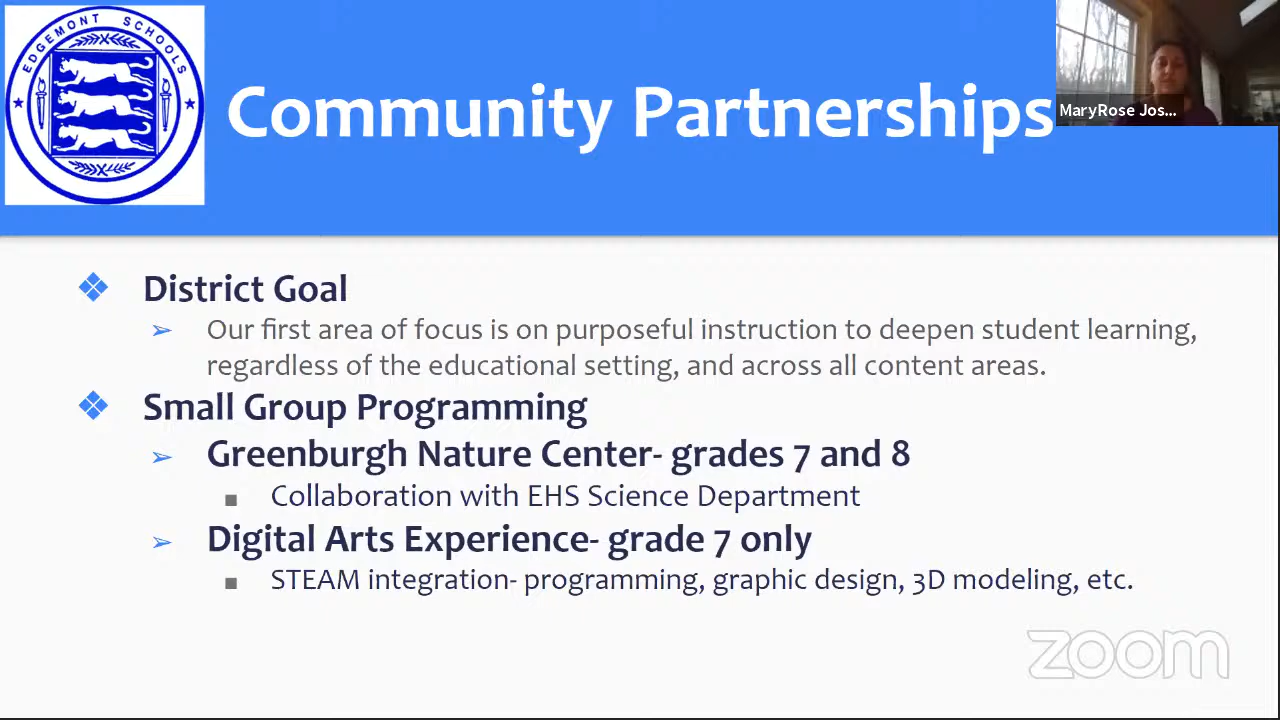 EDGEMONT SCHOOLS
Community Partnerships
MaryRose Jos...
District Goal
Our first area of focus is on purposeful instruction to deepen student learning,
regardless of the educational setting, and across all content areas.
Small Group Programming
Greenburgh Nature Center- grades 7 and 8
Collaboration with EHS Science Department
Digital Arts Experience- grade 7 only
STEAM integration- programming, graphic design, 3D modeling, etc.
zoom